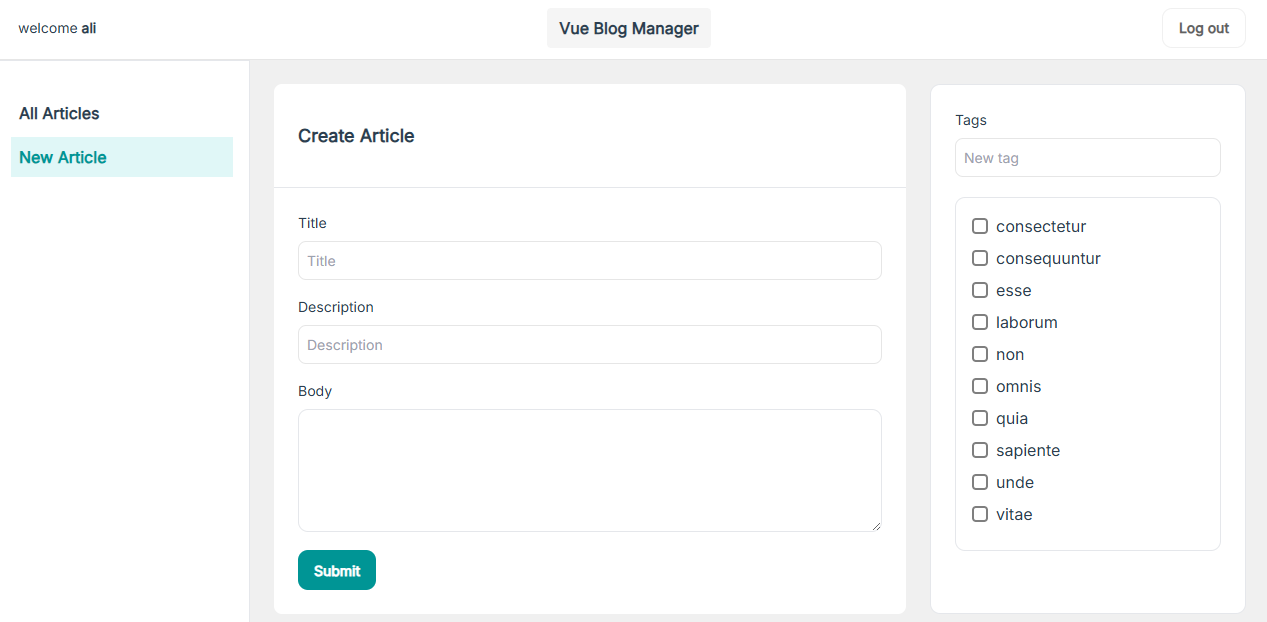 welcome ali
Vue Blog Manager
Log out
All Articles
New Article
Create Article
Title
Title
Description
Description
Body
Submit
Tags
New tag
consectetur
consequuntur
esse
laborum
non
omnis
quia
sapiente
unde
vitae